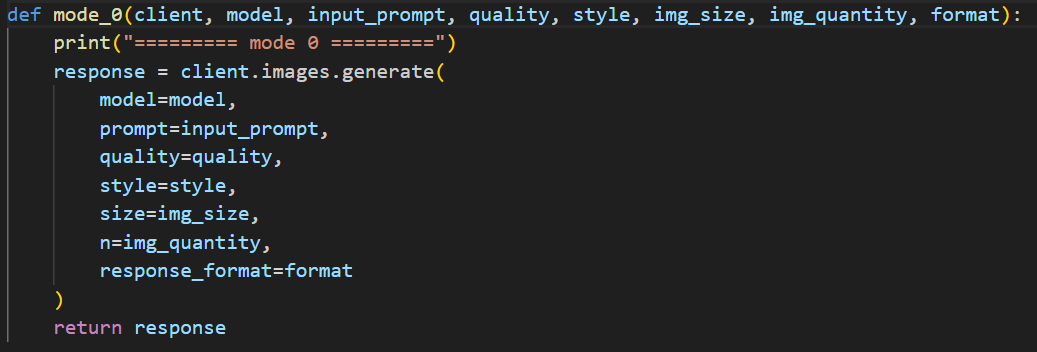 def mode_0(client, model, input_prompt, quality, style, img_size, img_quantity, format):
    print("========= mode 0 =========")
    response = client.images.generate(
        model=model,
        prompt=input_prompt,
        quality=quality,
        style=style,
        size=img_size,
        n=img_quantity,
        response_format=format
    )
    return response